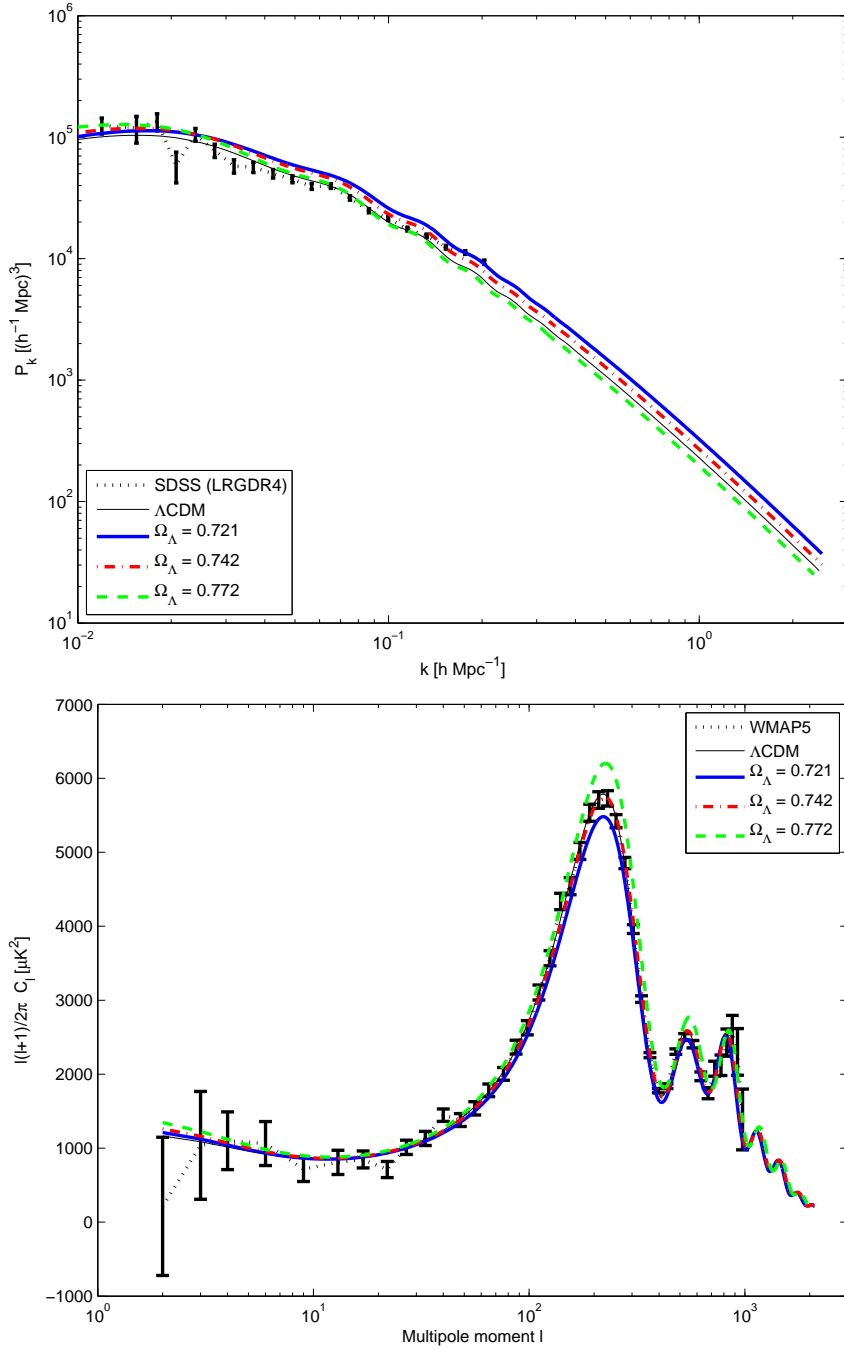 10^6
10^5
10^4
10^3
10^2
10^1
P_k [(h^{-1} Mpc)^3]
SDSS (LRGDR4)
ΛCDM
Ω_Λ = 0.721
Ω_Λ = 0.742
Ω_Λ = 0.772
10^{-2} 10^{-1} 10^0
k [h Mpc^{-1}]
7000
6000
5000
4000
3000
2000
1000
0
-1000
l(l+1)/2π C_l [μK^2]
WMAP5
ΛCDM
Ω_Λ = 0.721
Ω_Λ = 0.742
Ω_Λ = 0.772
10^0 10^1 10^2 10^3
Multipole moment l